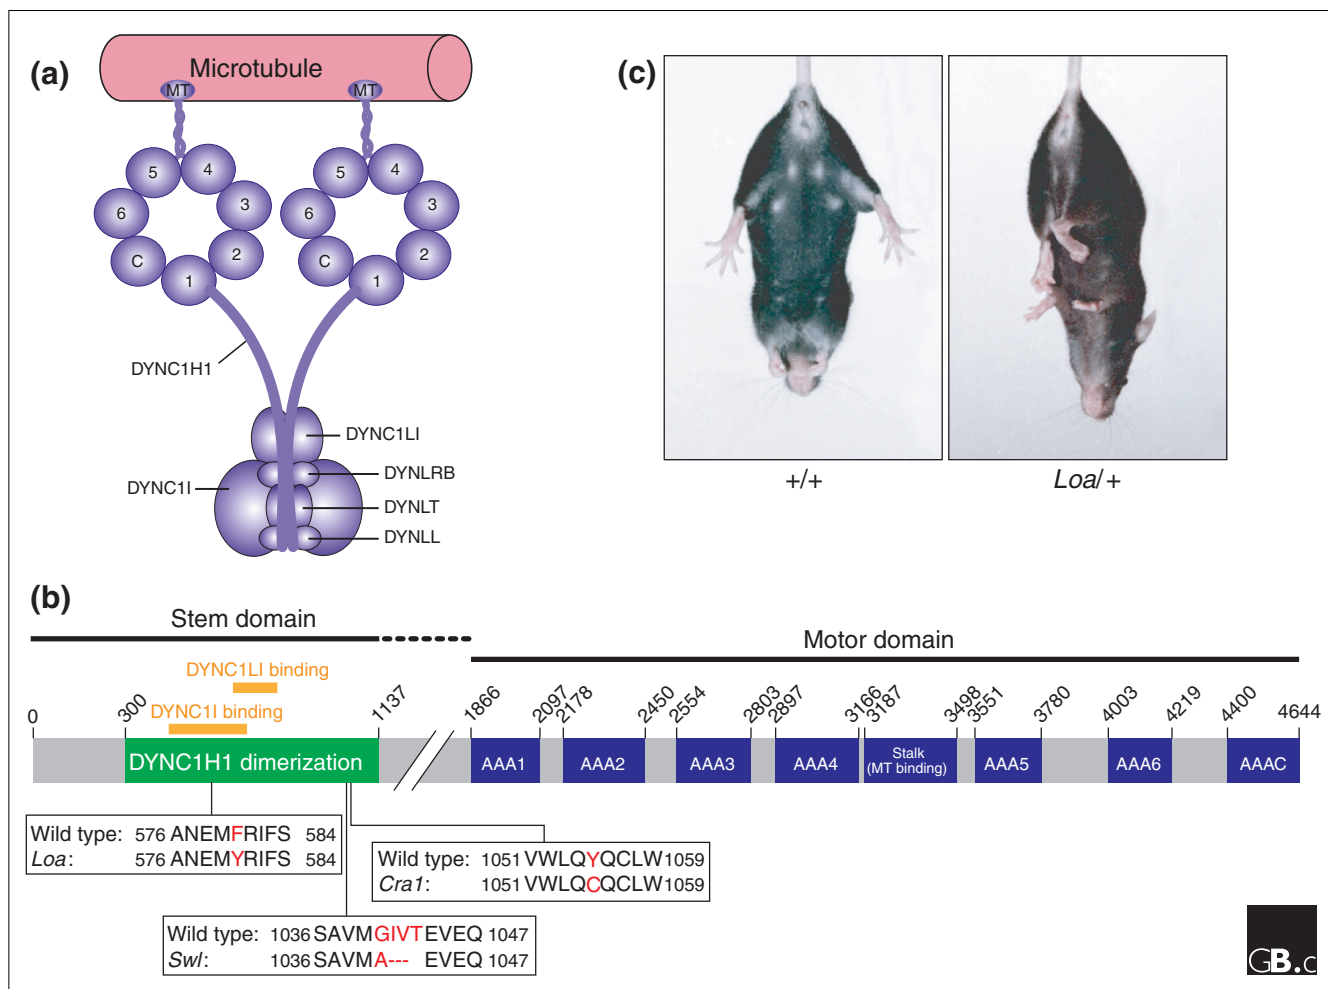 (a)
Microtubule
MT MT
5 4 5 4
6 3 6 3
C 2 C 2
1 1
DYNC1H1
DYNC1LI
DYNLRB
DYNC1I
DYNLT
DYNLL
(c)
+/+ Loa/+
(b)
Stem domain
Motor domain
DYNC1LI binding
DYNC1I binding
0 300 1137 1866 2097 2178 2450 2554 2803 2897 3166 3187 3498 3551 3780 4003 4219 4400 4644
DYNC1H1 dimerization AAA1 AAA2 AAA3 AAA4 Stalk (MT binding) AAA5 AAA6 AAAC
Wild type: 576 ANEMFRIFS 584
Loa: 576 ANEMYRIFS 584
Wild type: 1051 VWLQYQCLW 1059
Cra1: 1051 VWLQCQCLW 1059
Wild type: 1036 SAVMGIVTEVEQ 1047
Swl: 1036 SAVMA--- EVEQ 1047
GB.c